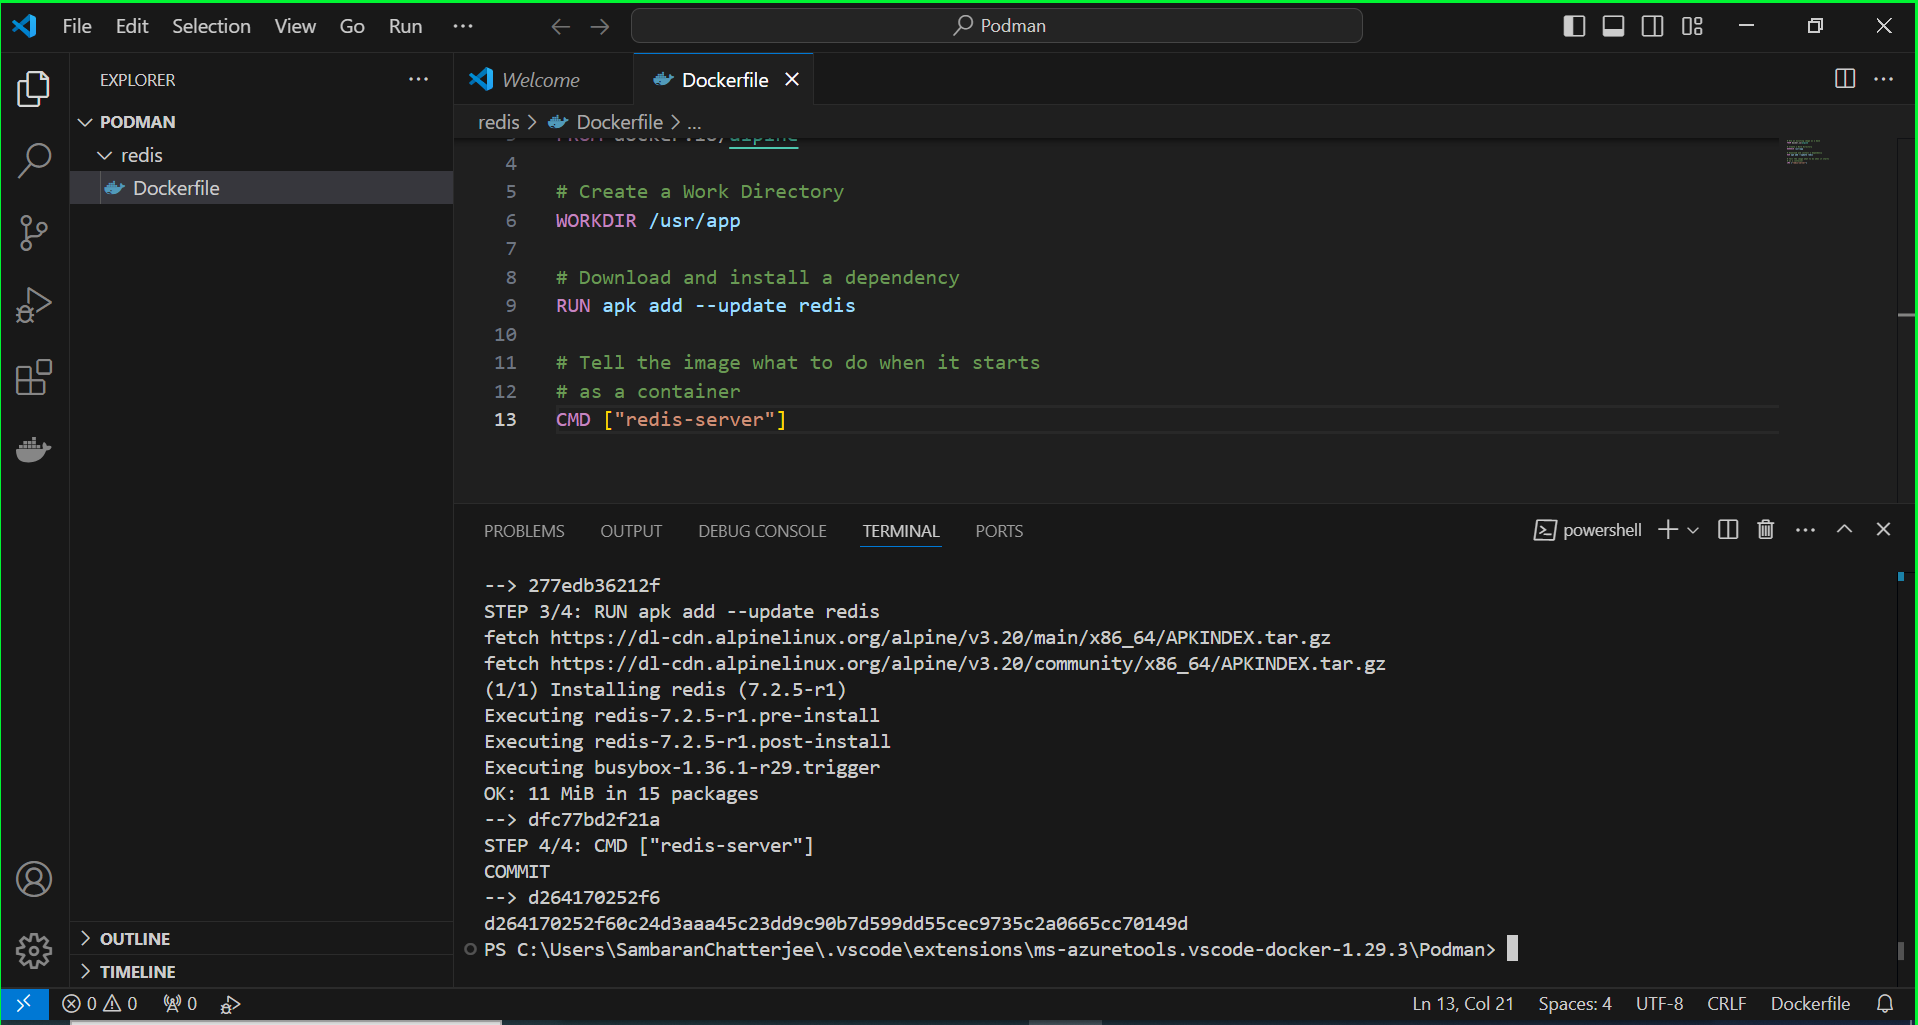 File Edit Selection View Go Run ···
Podman
EXPLORER
PODMAN
redis
Dockerfile
OUTLINE
TIMELINE
Welcome
Dockerfile
redis > Dockerfile > ...
3 FROM docker.io/alpine
4
5 # Create a Work Directory
6 WORKDIR /usr/app
7
8 # Download and install a dependency
9 RUN apk add --update redis
10
11 # Tell the image what to do when it starts
12 # as a container
13 CMD ["redis-server"]
PROBLEMS OUTPUT DEBUG CONSOLE TERMINAL PORTS
powershell
--> 277edb36212f
STEP 3/4: RUN apk add --update redis
fetch https://dl-cdn.alpinelinux.org/alpine/v3.20/main/x86_64/APKINDEX.tar.gz
fetch https://dl-cdn.alpinelinux.org/alpine/v3.20/community/x86_64/APKINDEX.tar.gz
(1/1) Installing redis (7.2.5-r1)
Executing redis-7.2.5-r1.pre-install
Executing redis-7.2.5-r1.post-install
Executing busybox-1.36.1-r29.trigger
OK: 11 MiB in 15 packages
--> dfc77bd2f21a
STEP 4/4: CMD ["redis-server"]
COMMIT
--> d264170252f6
d264170252f60c24d3aaa45c23dd9c90b7d599dd55cec9735c2a0665cc70149d
PS C:\Users\SambaranChatterjee\.vscode\extensions\ms-azuretools.vscode-docker-1.29.3\Podman>
0 0 0
Ln 13, Col 21 Spaces: 4 UTF-8 CRLF Dockerfile